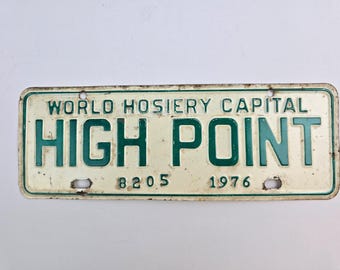 WORLD HOSIERY CAPITAL
HIGH POINT
8205 1976